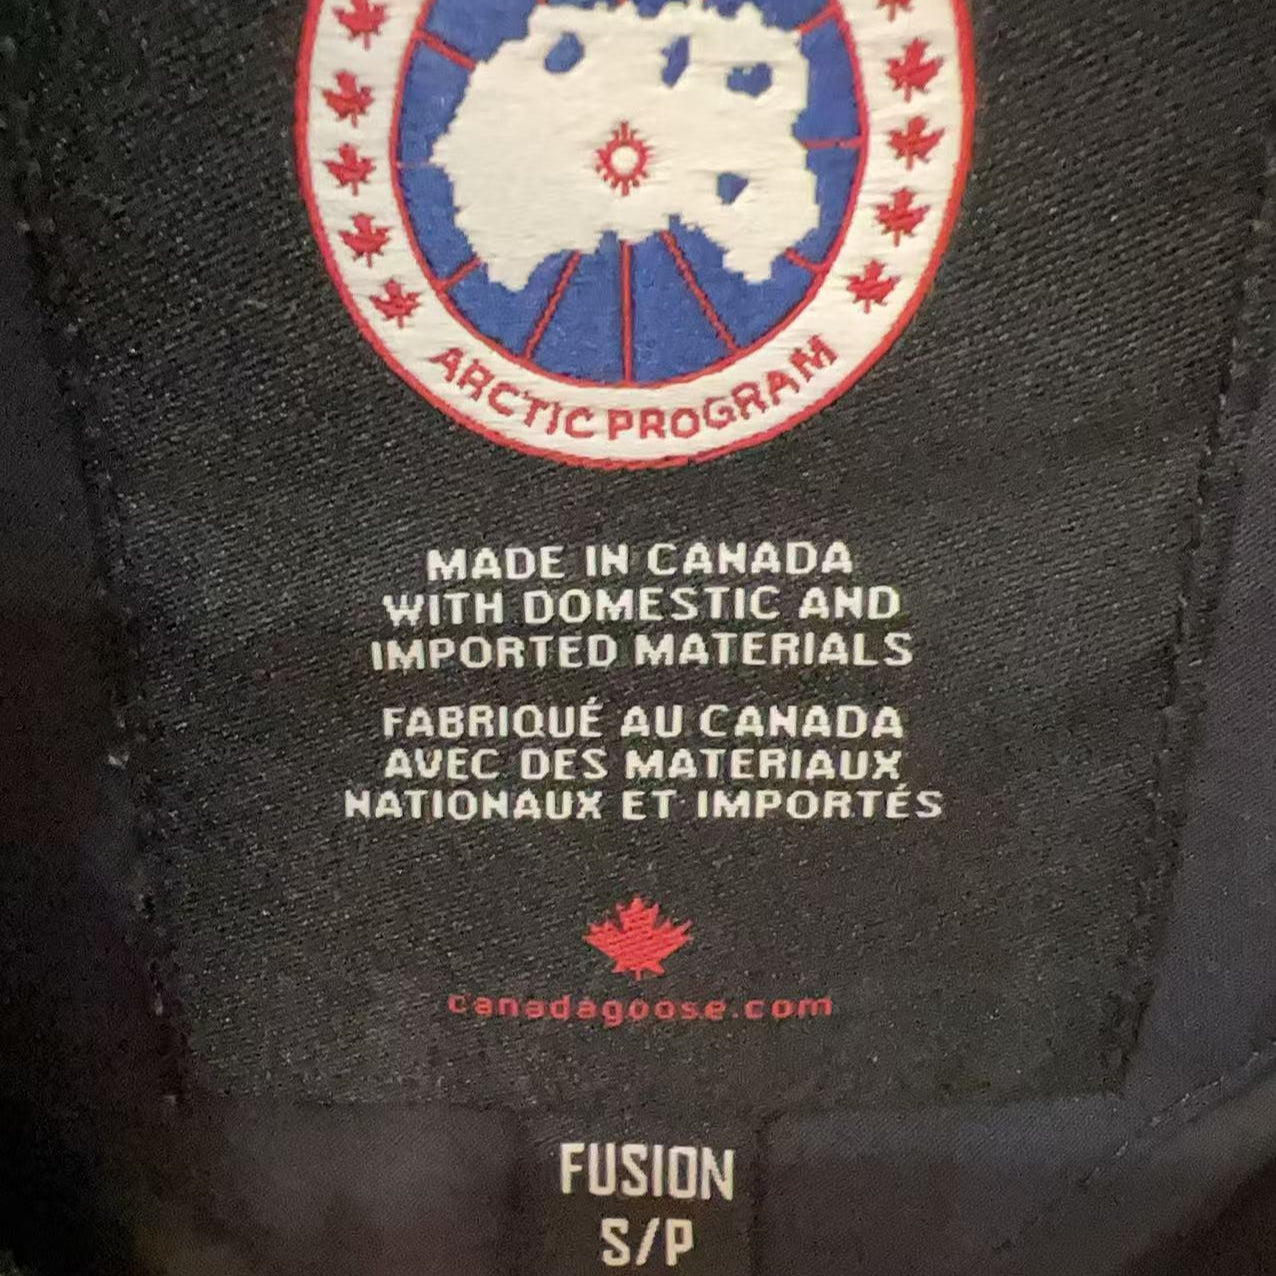 ARCTIC PROGRAM
MADE IN CANADA
WITH DOMESTIC AND
IMPORTED MATERIALS
FABRIQUÉ AU CANADA
AVEC DES MATERIAUX
NATIONAUX ET IMPORTÉS
canadagoose.com
FUSION
S/P